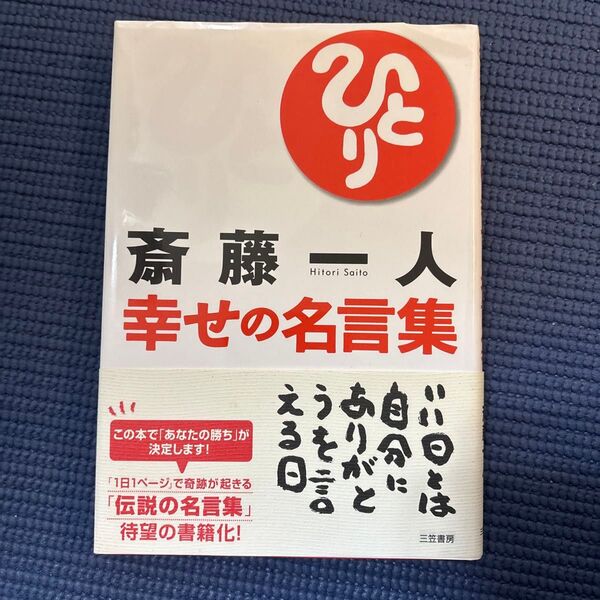 ひとり
斎藤一人
Hitori Saito
幸せの名言集
いい日とは
自分に
ありがと
うを言
える日
この本で「あなたの勝ち」が
決定します!
「1日1ページ」で奇跡が起きる
「伝説の名言集」
待望の書籍化!
三笠書房